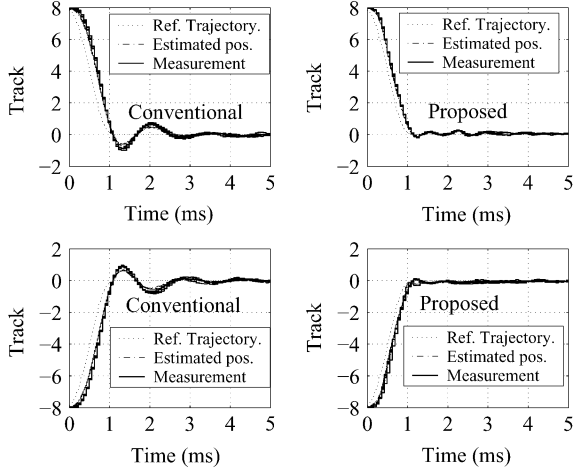 8
6
4
2
0
−2
Track
Ref. Trajectory.
Estimated pos.
Measurement
Conventional
0 1 2 3 4 5
Time (ms)
8
6
4
2
0
−2
Track
Ref. Trajectory.
Estimated pos.
Measurement
Proposed
0 1 2 3 4 5
Time (ms)
2
0
−2
−4
−6
−8
Track
Conventional
Ref. Trajectory.
Estimated pos.
Measurement
0 1 2 3 4 5
Time (ms)
2
0
−2
−4
−6
−8
Track
Proposed
Ref. Trajectory.
Estimated pos.
Measurement
0 1 2 3 4 5
Time (ms)